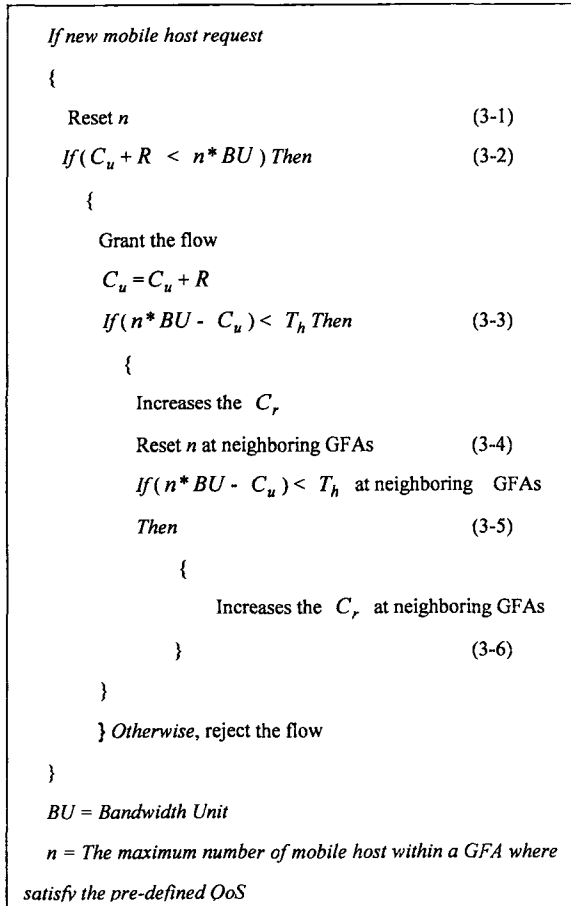 If new mobile host request
{
Reset n (3-1)
If( C_u + R < n* BU ) Then (3-2)
{
Grant the flow
C_u = C_u + R
If( n* BU - C_u ) < T_h Then (3-3)
{
Increases the C_r
Reset n at neighboring GFAs (3-4)
If( n* BU - C_u ) < T_h at neighboring GFAs
Then (3-5)
{
Increases the C_r at neighboring GFAs
} (3-6)
}
} Otherwise, reject the flow
}
BU = Bandwidth Unit
n = The maximum number of mobile host within a GFA where
satisfy the pre-defined QoS